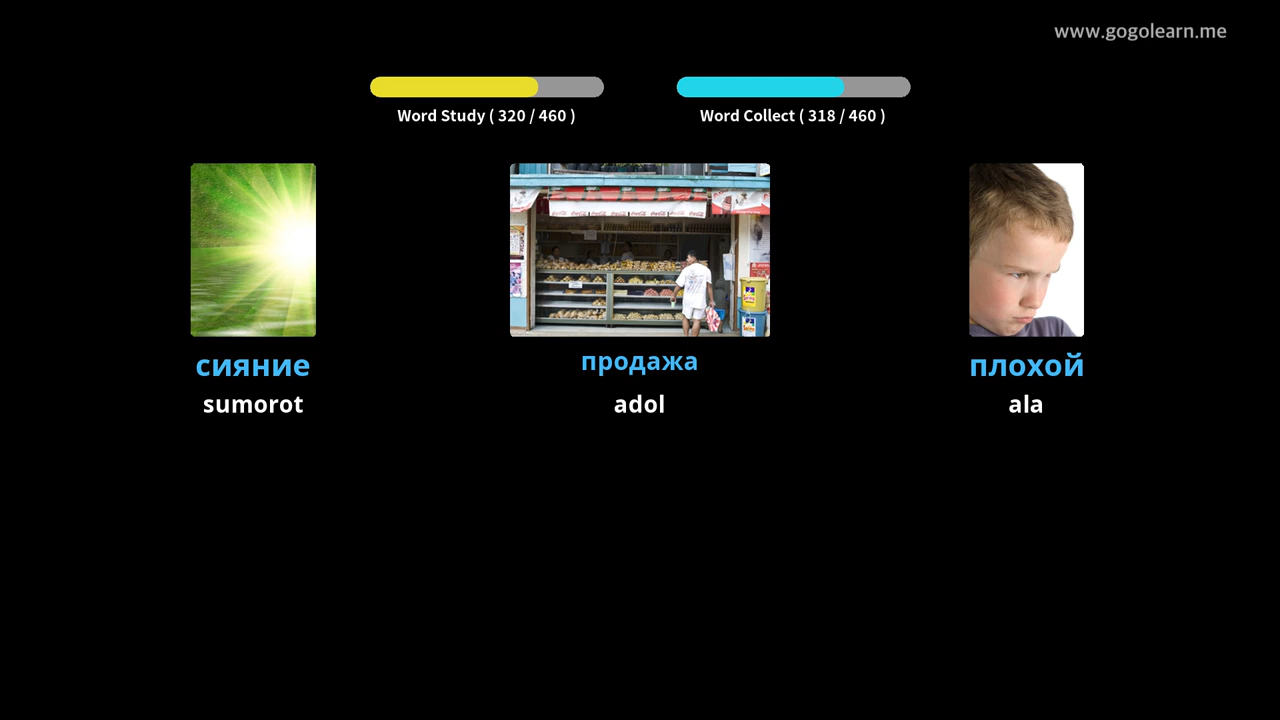 www.gogolearn.me
Word Study ( 320 / 460 )
Word Collect ( 318 / 460 )
сияние
продажа
плохой
sumorot
adol
ala